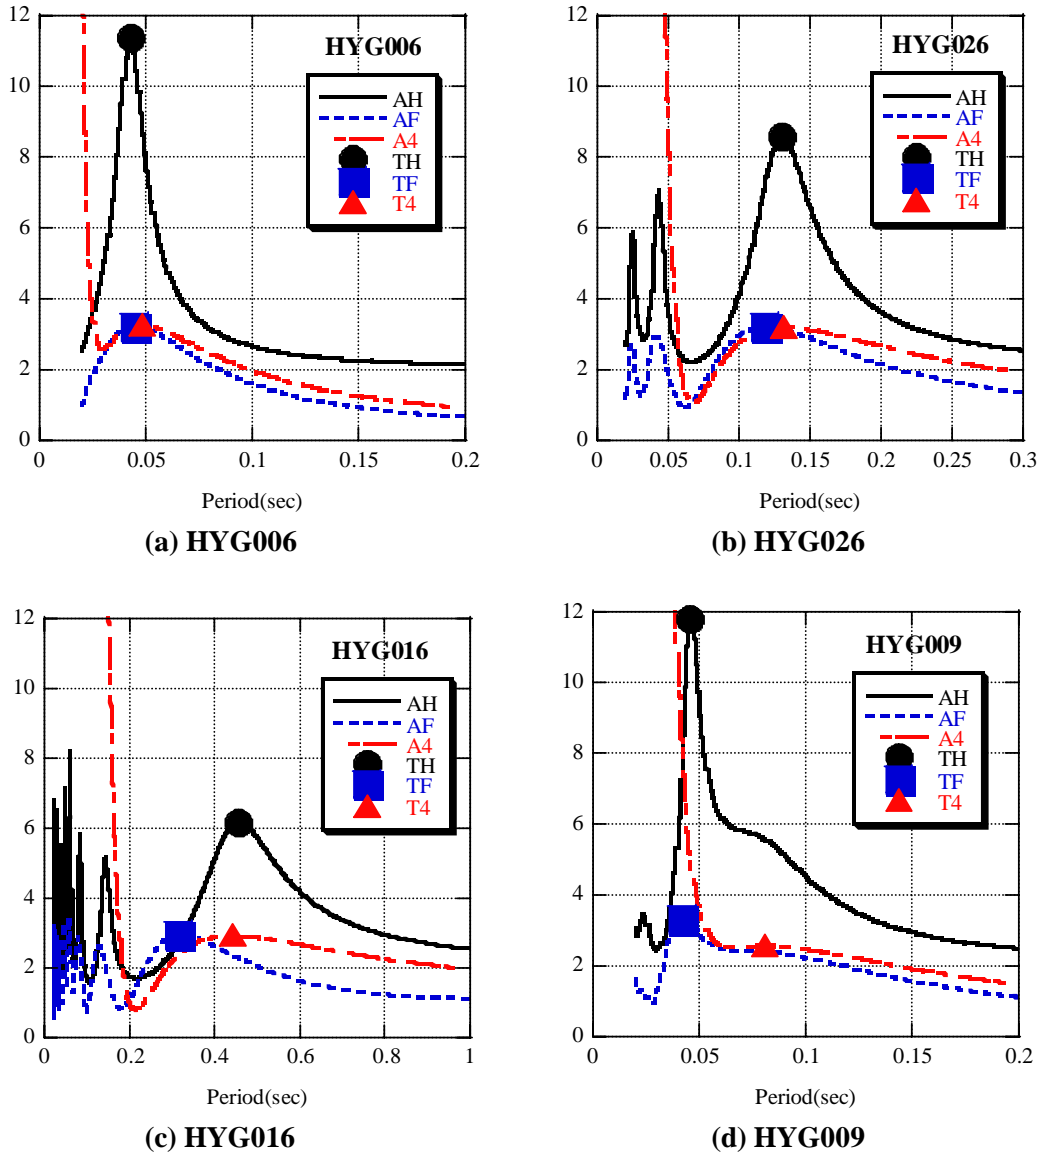 12
10
8
6
4
2
0
HYG006
AH
AF
A4
TH
TF
T4
0 0.05 0.1 0.15 0.2
Period(sec)
(a) HYG006
12
10
8
6
4
2
0
HYG026
AH
AF
A4
TH
TF
T4
0 0.05 0.1 0.15 0.2 0.25 0.3
Period(sec)
(b) HYG026
12
10
8
6
4
2
0
HYG016
AH
AF
A4
TH
TF
T4
0 0.2 0.4 0.6 0.8 1
Period(sec)
(c) HYG016
12
10
8
6
4
2
0
HYG009
AH
AF
A4
TH
TF
T4
0 0.05 0.1 0.15 0.2
Period(sec)
(d) HYG009